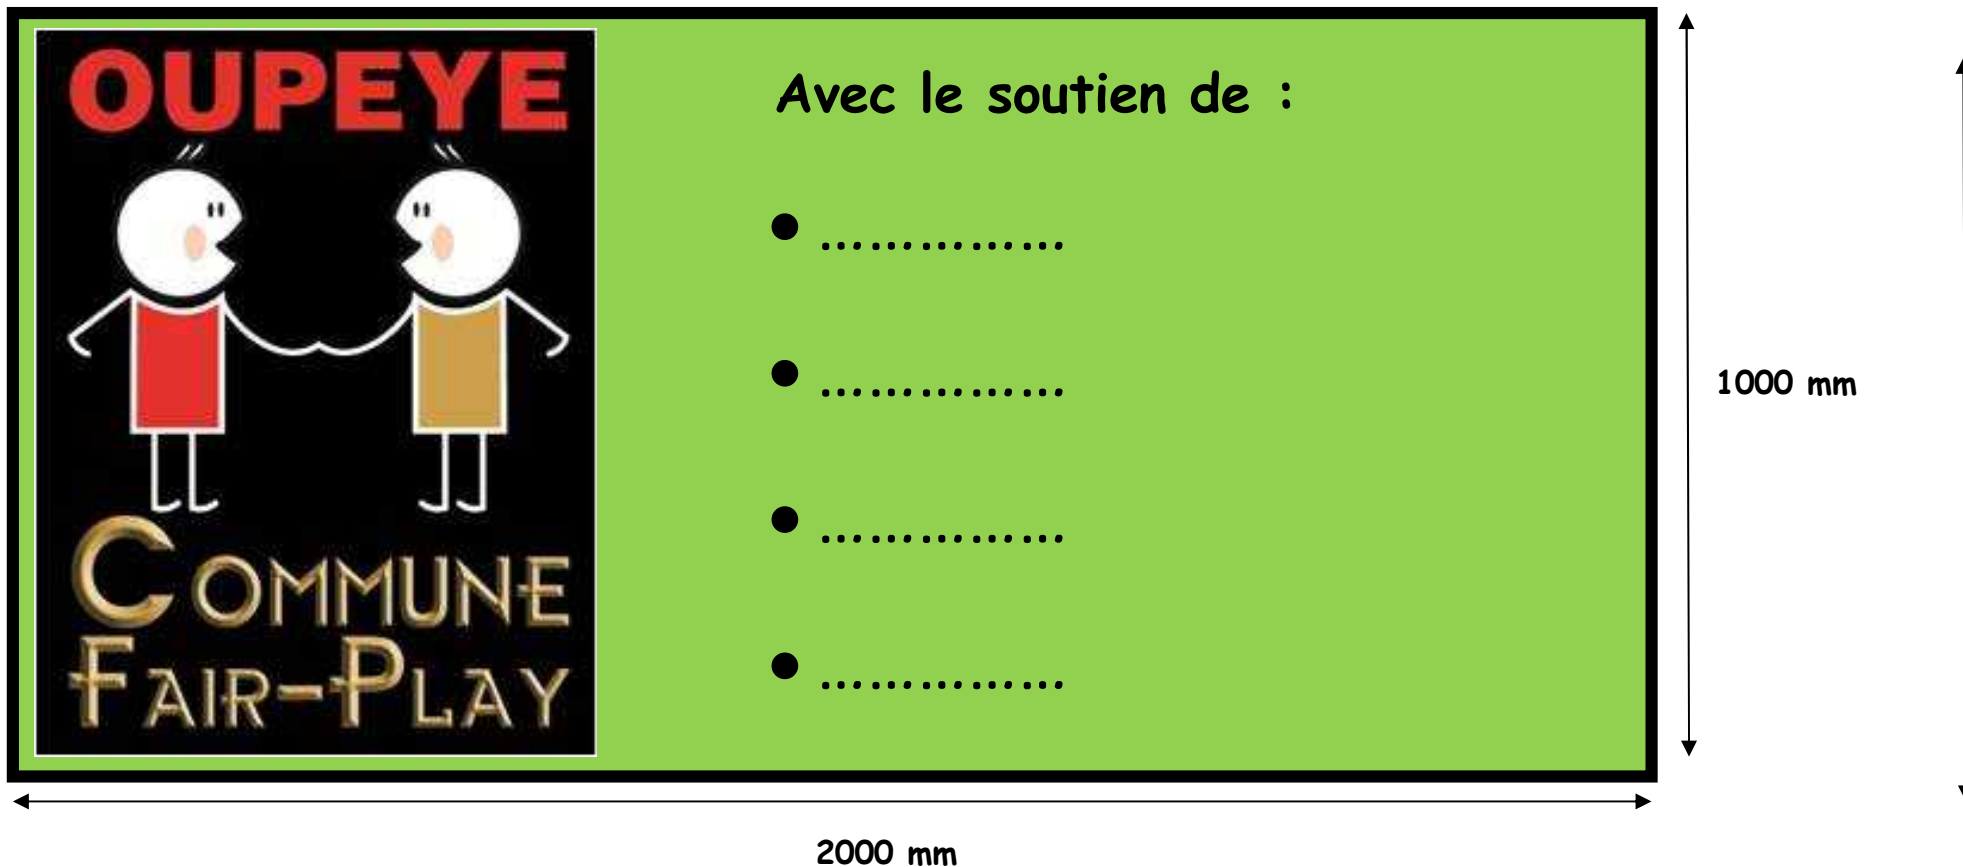 OUPEYE
COMMUNE
FAIR-PLAY
Avec le soutien de :
● ……………
● ……………
● ……………
● ……………
1000 mm
2000 mm